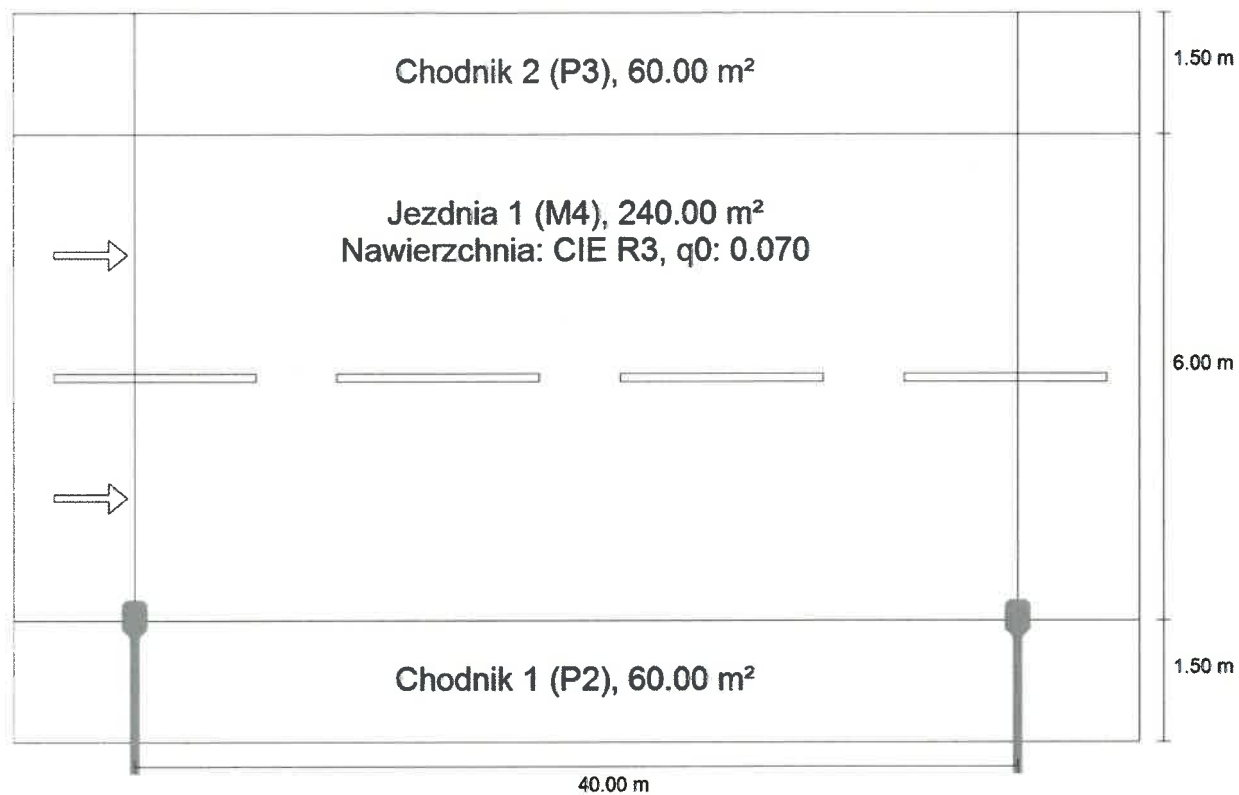 Chodnik 2 (P3), 60.00 m²
1.50 m
Jezdnia 1 (M4), 240.00 m²
Nawierzchnia: CIE R3, q0: 0.070
6.00 m
Chodnik 1 (P2), 60.00 m²
1.50 m
40.00 m